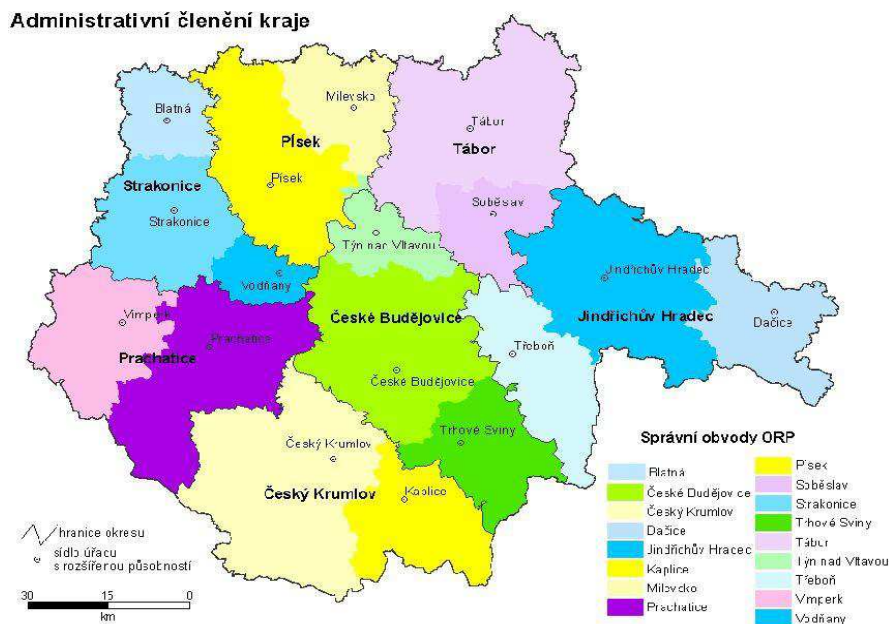 Administrativní členění kraje
Milevsko
Blatná
Tábor
Písek
Tábor
Strakonice
Písek
Strakonice
Soběslav
Týn nad Vltavou
Vodňany
Jindřichův Hradec
Vimperk
České Budějovice
Jindřichův Hradec
Dačice
Prachatice
Prachatice
Třeboň
České Budějovice
Trhové Sviny
Český Krumlov
Český Krumlov
Kaplice
hranice okresu
sídlo úřadu
s rozšířenou působností
30 15 0
km
Správní obvody ORP
Blatná
České Budějovice
Český Krumlov
Dačice
Jindřichův Hradec
Kaplice
Milevsko
Prachatice
Písek
Soběslav
Strakonice
Trhové Sviny
Tábor
Týn nad Vltavou
Třeboň
Vimperk
Vodňany